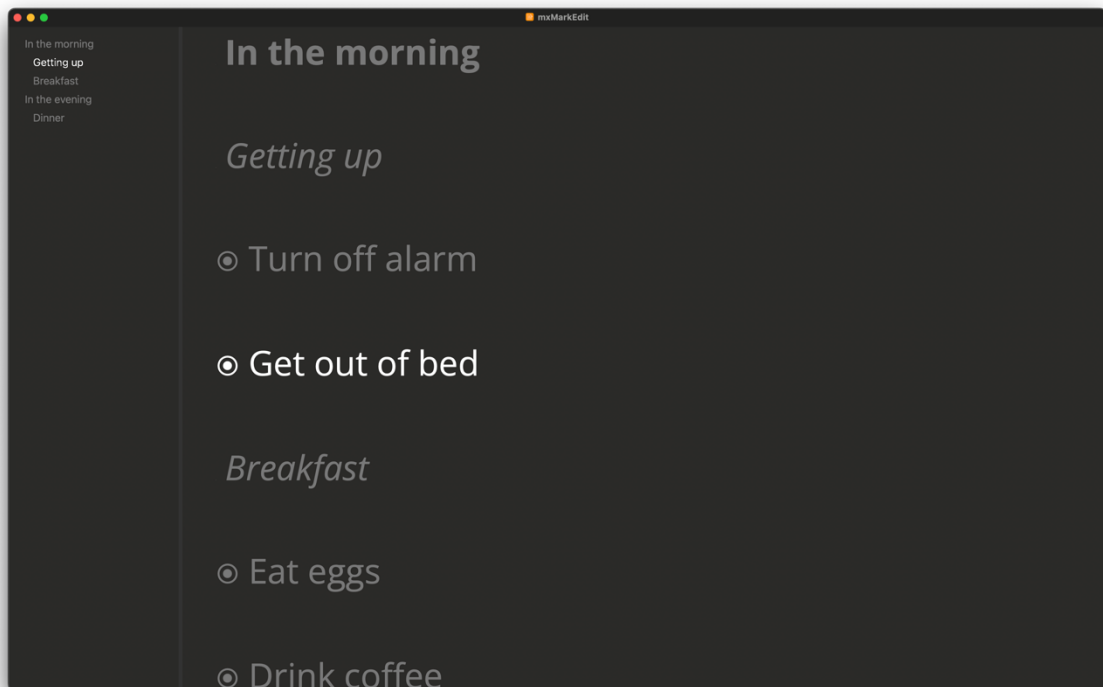 mxMarkEdit
In the morning
Getting up
Breakfast
In the evening
Dinner
In the morning
Getting up
Turn off alarm
Get out of bed
Breakfast
Eat eggs
Drink coffee